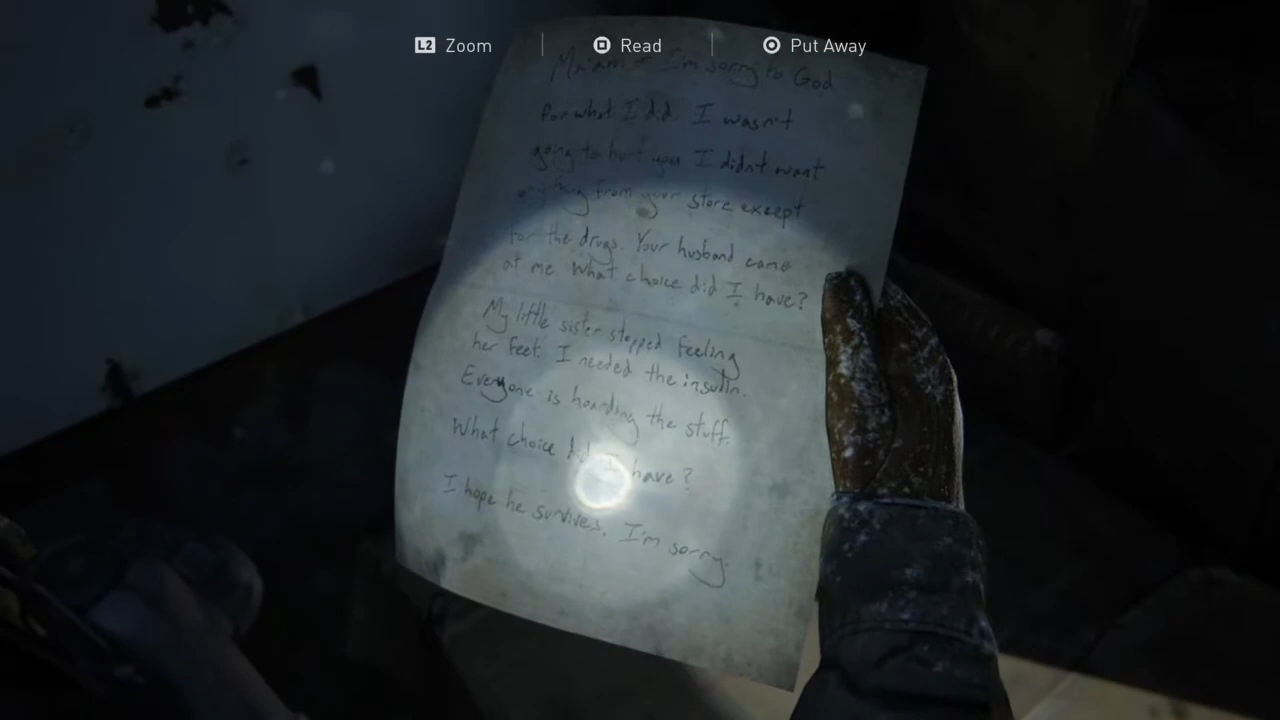 L2 Zoom
Read
Put Away
Ma'am - I'm sorry to God
for what I did. I wasn't
going to hurt you I didn't want
anything from your store except
for the drugs. Your husband came
at me. What choice did I have?
My little sister stopped feeling
her feet. I needed the insulin.
Everyone is hoarding the stuff.
What choice did I have?
I hope he survives. I'm sorry.